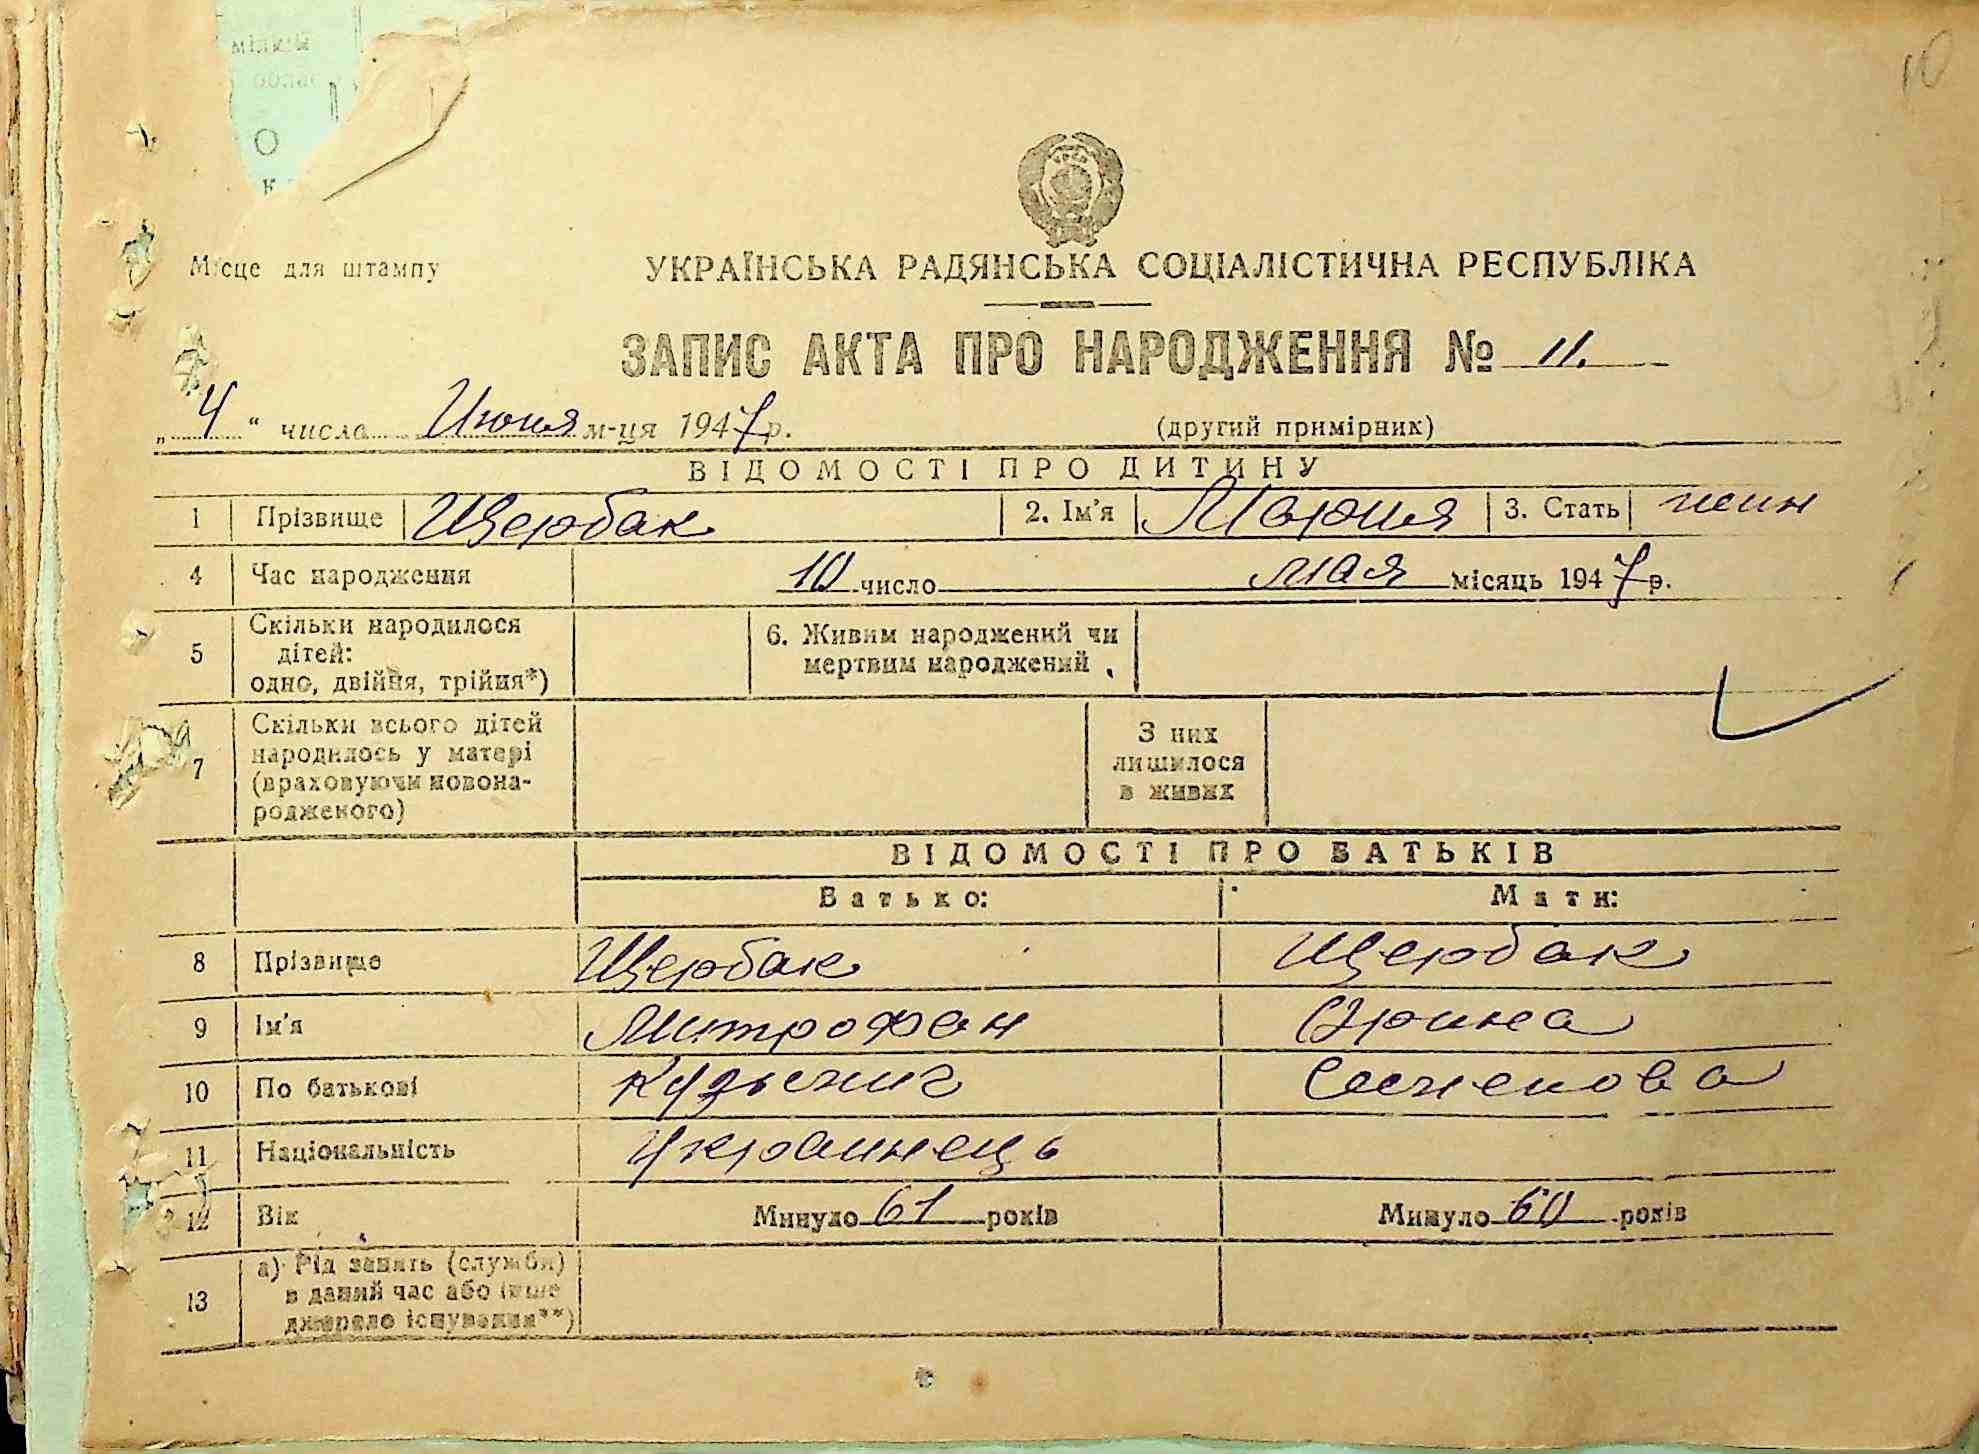 10
Місце для штампу
УКРАЇНСЬКА РАДЯНСЬКА СОЦІАЛІСТИЧНА РЕСПУБЛІКА
ЗАПИС АКТА ПРО НАРОДЖЕННЯ № 11.
„ 4 “ числа Июня м-ця 1947 р.
(другий примірник)
ВІДОМОСТІ ПРО ДИТИНУ
1 Прізвище Щербак 2. Ім'я Мария 3. Стать жин
4 Час народження 10 число мая місяць 1947 р.
5 Скільки народилося дітей: одно, двійня, трійня*) 6. Живим народжений чи мертвим народжений
7 Скільки всього дітей народилось у матері (враховуючи новонародженого) З них лишилося в живих
ВІДОМОСТІ ПРО БАТЬКІВ
Батько: Мати:
8 Прізвище Щербак Щербак
9 Ім'я Митрофан Орина
10 По батькові
11 Національність Украинець
12 Вік Минуло 61 років Минуло 60 років
13 а) Рід занять (служби)
в даний час або (інше
джерело існування**)